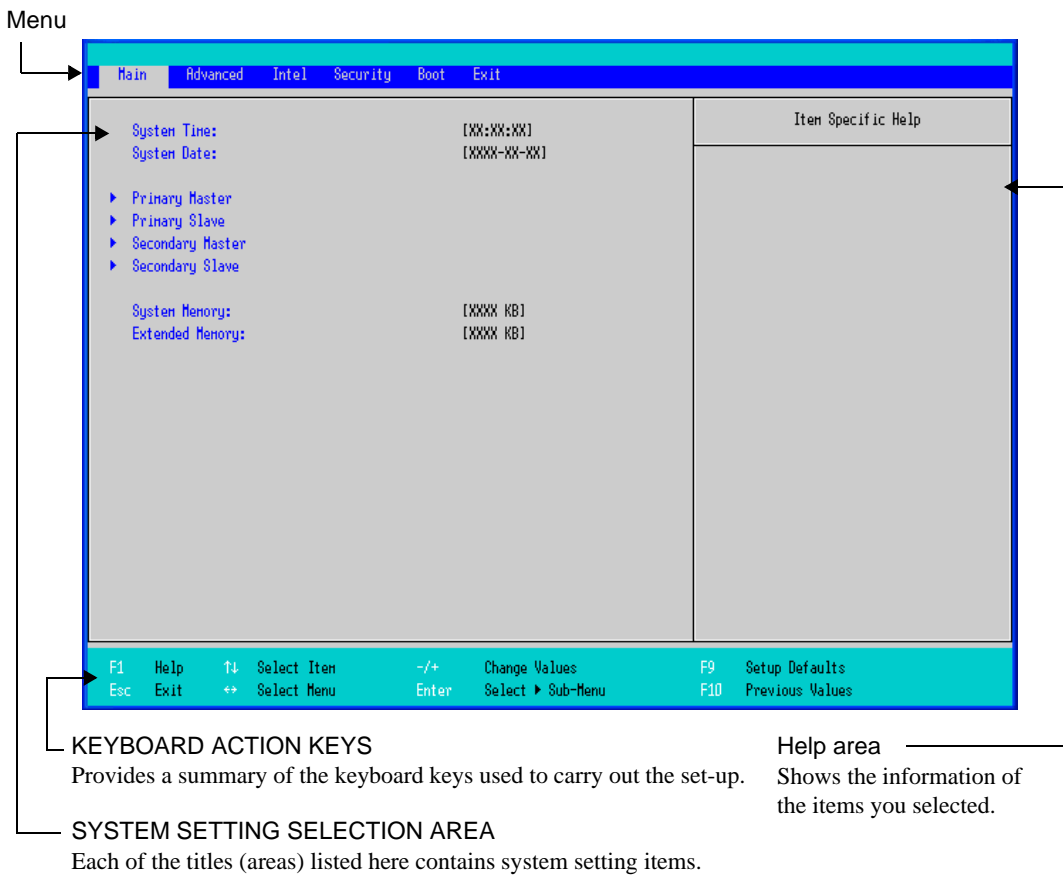 Menu
Main Advanced Intel Security Boot Exit
Item Specific Help
System Time: [XX:XX:XX]
System Date: [XXXX-XX-XX]
Primary Master
Primary Slave
Secondary Master
Secondary Slave
System Memory: [XXXX KB]
Extended Memory: [XXXX KB]
F1 Help ↑↓ Select Item -/+ Change Values F9 Setup Defaults
Esc Exit ↔ Select Menu Enter Select ▶ Sub-Menu F10 Previous Values
KEYBOARD ACTION KEYS
Provides a summary of the keyboard keys used to carry out the set-up.
Help area
Shows the information of
the items you selected.
SYSTEM SETTING SELECTION AREA
Each of the titles (areas) listed here contains system setting items.